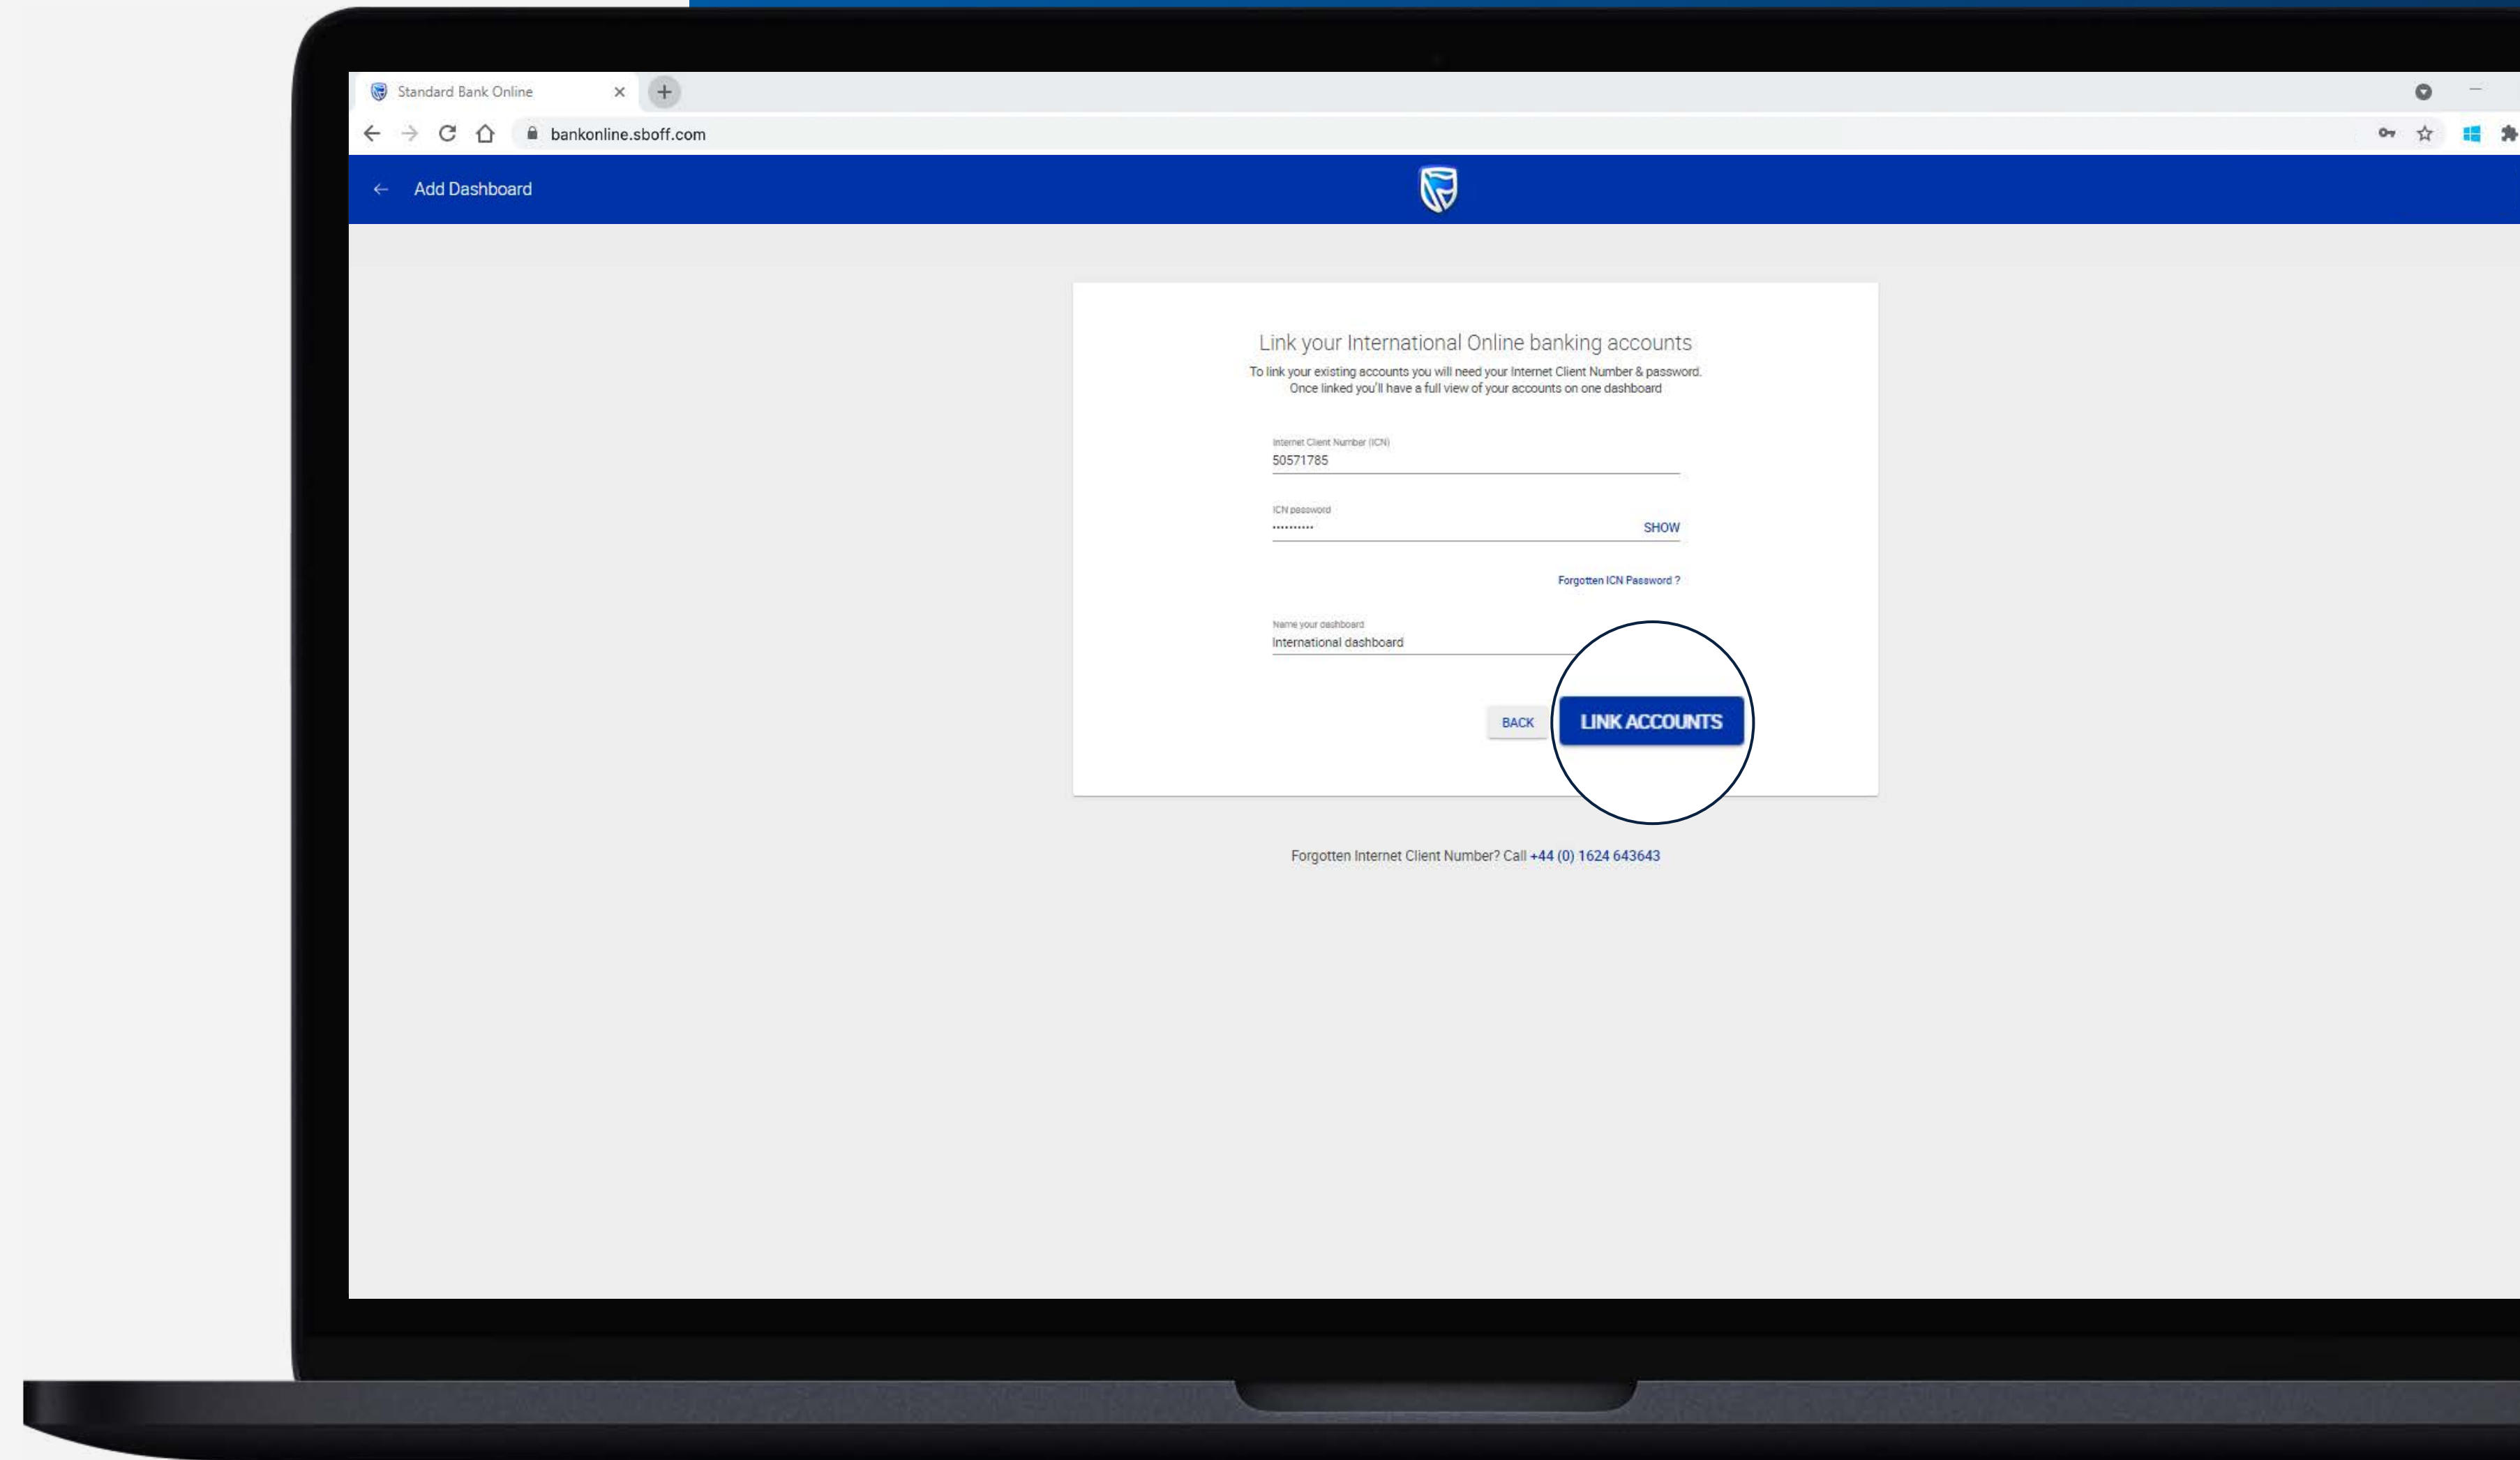 Standard Bank Online
bankonline.sboff.com
Add Dashboard
Link your International Online banking accounts
To link your existing accounts you will need your Internet Client Number & password.
Once linked you'll have a full view of your accounts on one dashboard
Internet Client Number (ICN)
50571785
ICN password
SHOW
Forgotten ICN Password ?
Name your dashboard
International dashboard
BACK
LINK ACCOUNTS
Forgotten Internet Client Number? Call +44 (0) 1624 643643